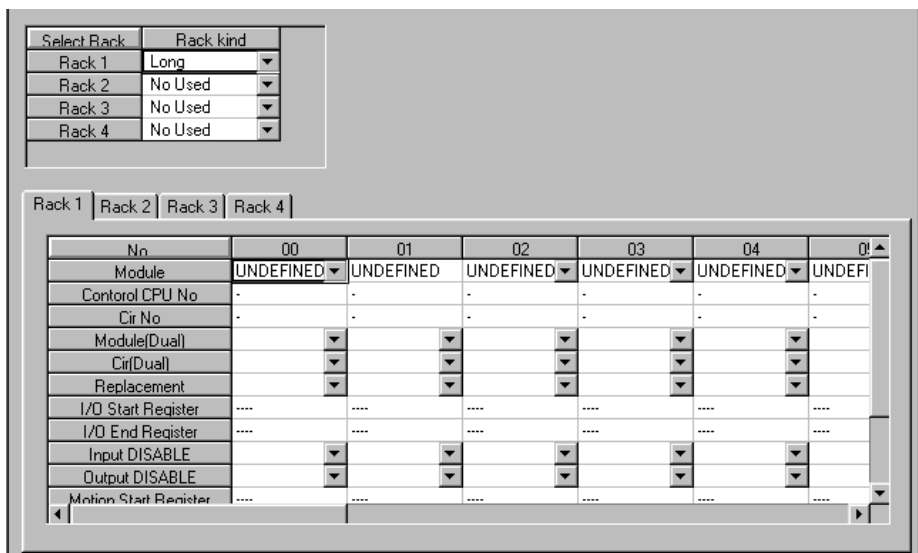 Select Rack Rack kind
Rack 1 Long
Rack 2 No Used
Rack 3 No Used
Rack 4 No Used
Rack 1 Rack 2 Rack 3 Rack 4
No 00 01 02 03 04
Module UNDEFINED UNDEFINED UNDEFINED UNDEFINED UNDEFINED UNDEFI
Contorol CPU No - - - - - -
Cir No - - - - - -
Module(Dual)
Cir(Dual)
Replacement
I/O Start Register ---- ---- ---- ---- ---- ----
I/O End Register ---- ---- ---- ---- ---- ----
Input DISABLE
Output DISABLE
Motion Start Register ---- ---- ---- ---- ---- ----